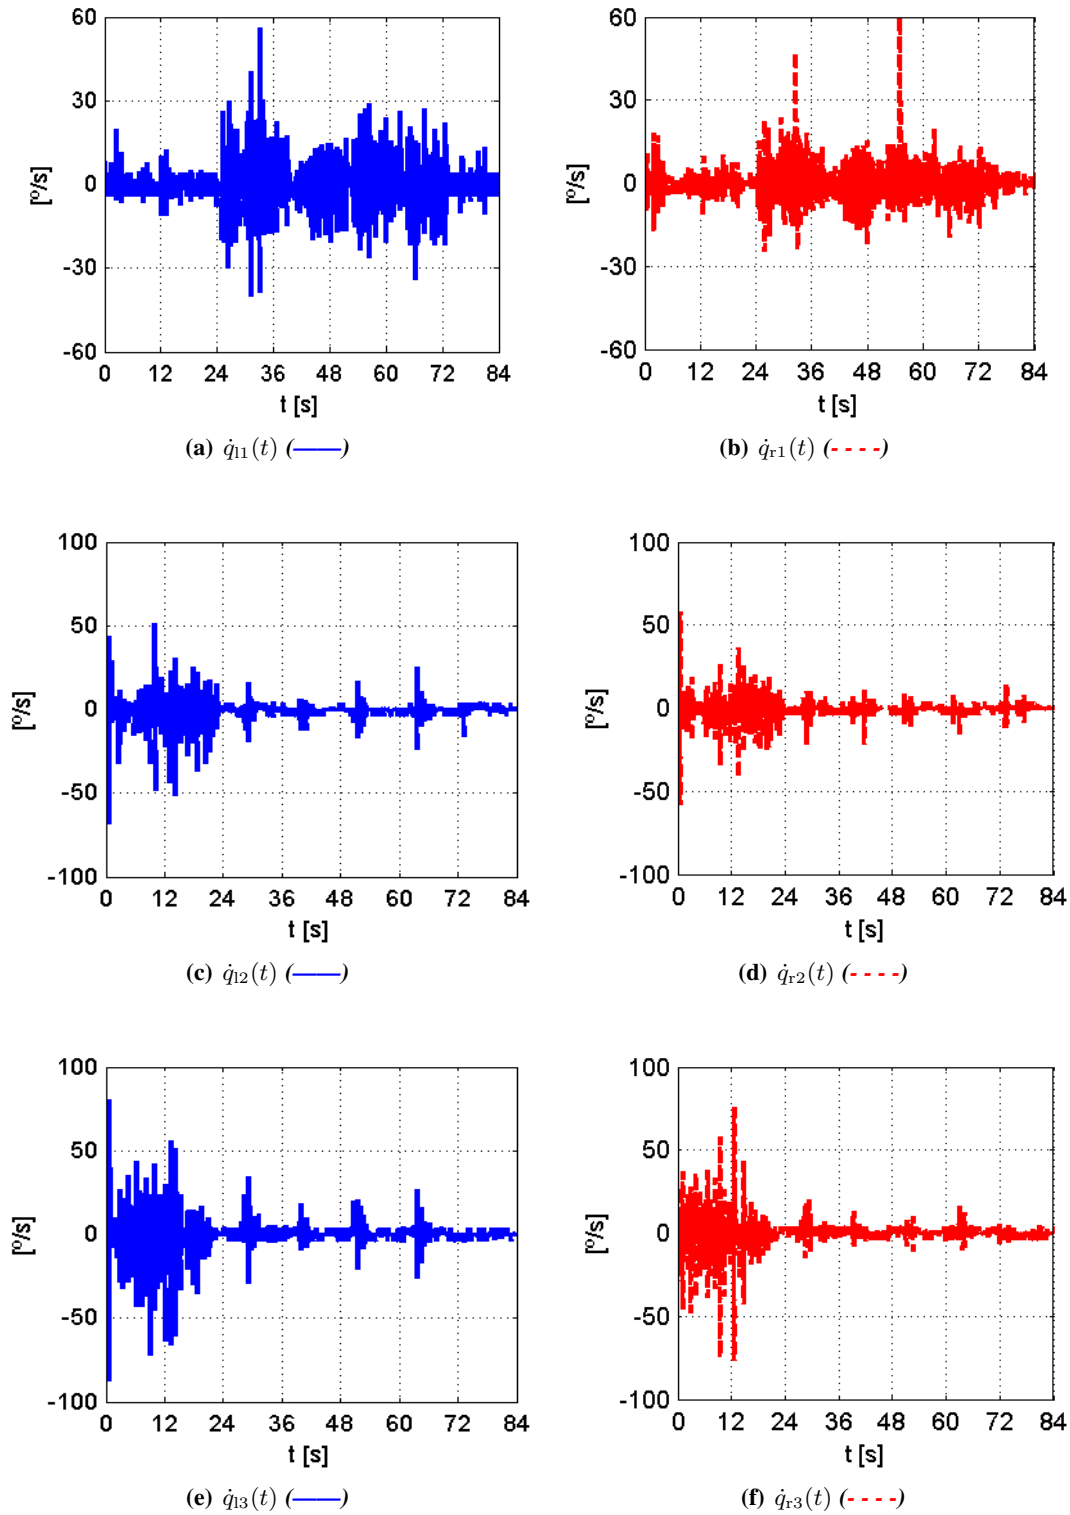 60
30
0
-30
-60
[º/s]
0 12 24 36 48 60 72 84
t [s]
(a) q̇l1(t) (——)
60
30
0
-30
-60
[º/s]
0 12 24 36 48 60 72 84
t [s]
(b) q̇r1(t) (- - - -)
100
50
0
-50
-100
[º/s]
0 12 24 36 48 60 72 84
t [s]
(c) q̇l2(t) (——)
100
50
0
-50
-100
[º/s]
0 12 24 36 48 60 72 84
t [s]
(d) q̇r2(t) (- - - -)
100
50
0
-50
-100
[º/s]
0 12 24 36 48 60 72 84
t [s]
(e) q̇l3(t) (——)
100
50
0
-50
-100
[º/s]
0 12 24 36 48 60 72 84
t [s]
(f) q̇r3(t) (- - - -)